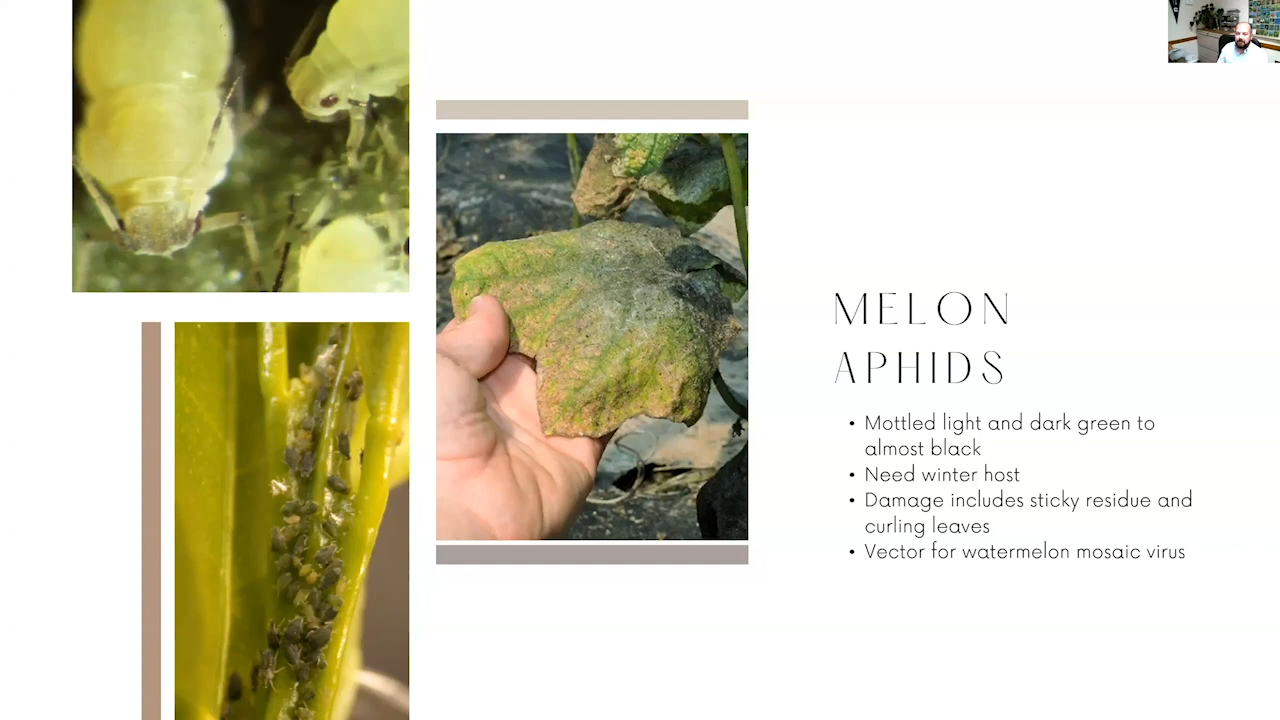 MELON
APHIDS
• Mottled light and dark green to
almost black
• Need winter host
• Damage includes sticky residue and
curling leaves
• Vector for watermelon mosaic virus